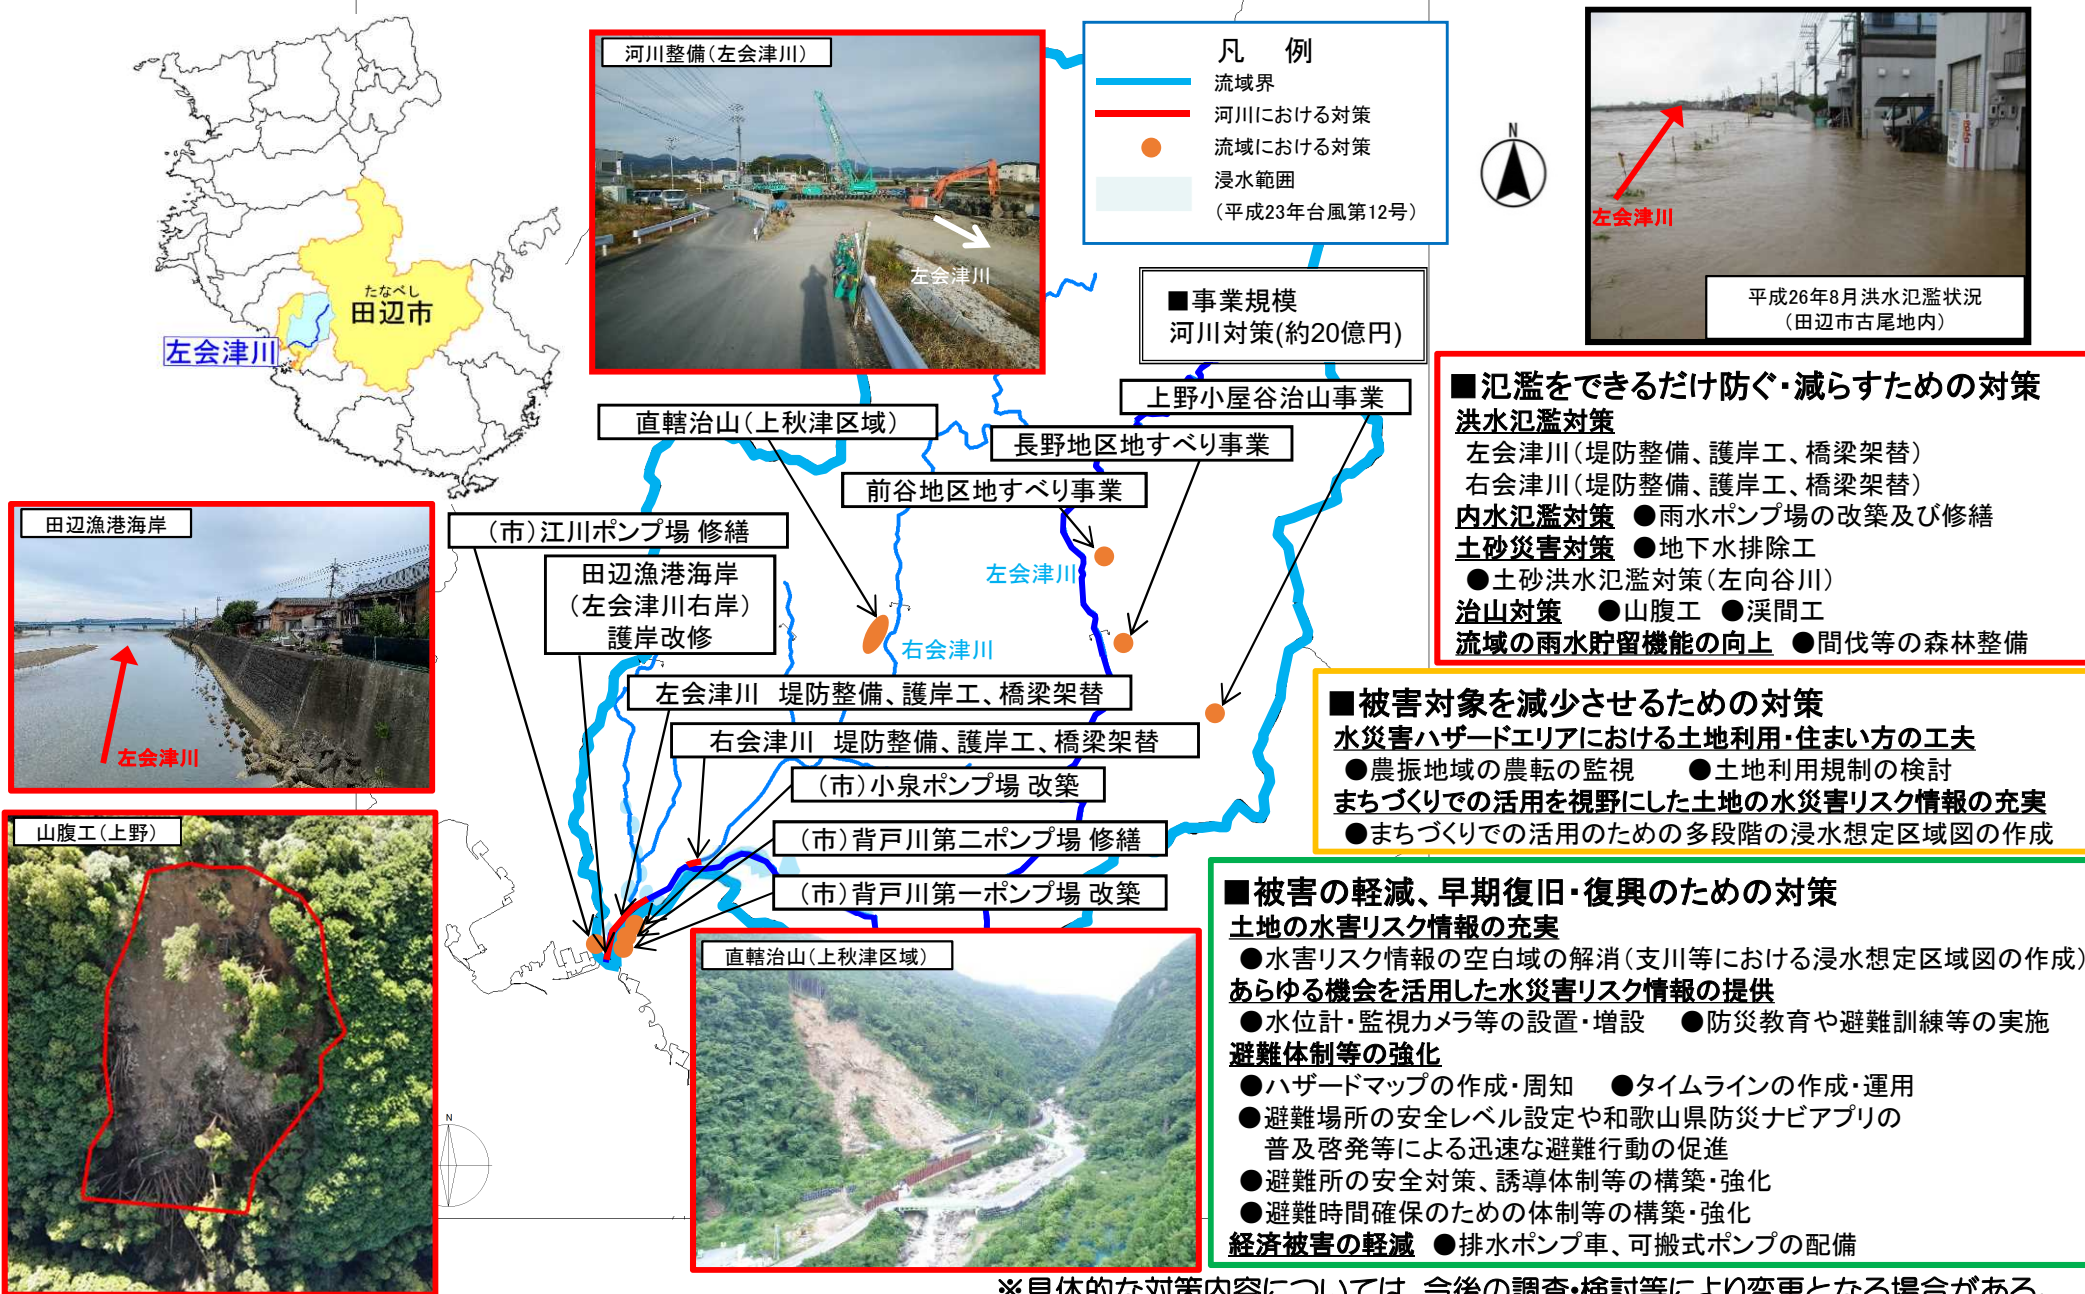 たなべし
田辺市
左会津川
河川整備(左会津川)
左会津川
凡　例
流域界
河川における対策
流域における対策
浸水範囲
(平成23年台風第12号)
N
左会津川
平成26年8月洪水氾濫状況
(田辺市古尾地内)
■事業規模
河川対策(約20億円)
上野小屋谷治山事業
直轄治山(上秋津区域)
長野地区地すべり事業
前谷地区地すべり事業
(市)江川ポンプ場 修繕
田辺漁港海岸
(左会津川右岸)
護岸改修
左会津川
右会津川
左会津川　堤防整備、護岸工、橋梁架替
右会津川　堤防整備、護岸工、橋梁架替
(市)小泉ポンプ場 改築
(市)背戸川第二ポンプ場 修繕
(市)背戸川第一ポンプ場 改築
田辺漁港海岸
左会津川
山腹工(上野)
N
直轄治山(上秋津区域)
■氾濫をできるだけ防ぐ・減らすための対策
洪水氾濫対策
左会津川(堤防整備、護岸工、橋梁架替)
右会津川(堤防整備、護岸工、橋梁架替)
内水氾濫対策　●雨水ポンプ場の改築及び修繕
土砂災害対策　●地下水排除工
●土砂洪水氾濫対策(左向谷川)
治山対策　●山腹工　●渓間工
流域の雨水貯留機能の向上　●間伐等の森林整備
■被害対象を減少させるための対策
水災害ハザードエリアにおける土地利用・住まい方の工夫
●農振地域の農転の監視　●土地利用規制の検討
まちづくりでの活用を視野にした土地の水災害リスク情報の充実
●まちづくりでの活用のための多段階の浸水想定区域図の作成
■被害の軽減、早期復旧・復興のための対策
土地の水害リスク情報の充実
●水害リスク情報の空白域の解消(支川等における浸水想定区域図の作成)
あらゆる機会を活用した水災害リスク情報の提供
●水位計・監視カメラ等の設置・増設　●防災教育や避難訓練等の実施
避難体制等の強化
●ハザードマップの作成・周知　●タイムラインの作成・運用
●避難場所の安全レベル設定や和歌山県防災ナビアプリの
普及啓発等による迅速な避難行動の促進
●避難所の安全対策、誘導体制等の構築・強化
●避難時間確保のための体制等の構築・強化
経済被害の軽減　●排水ポンプ車、可搬式ポンプの配備
※具体的な対策内容については、今後の調査・検討等により変更となる場合がある。